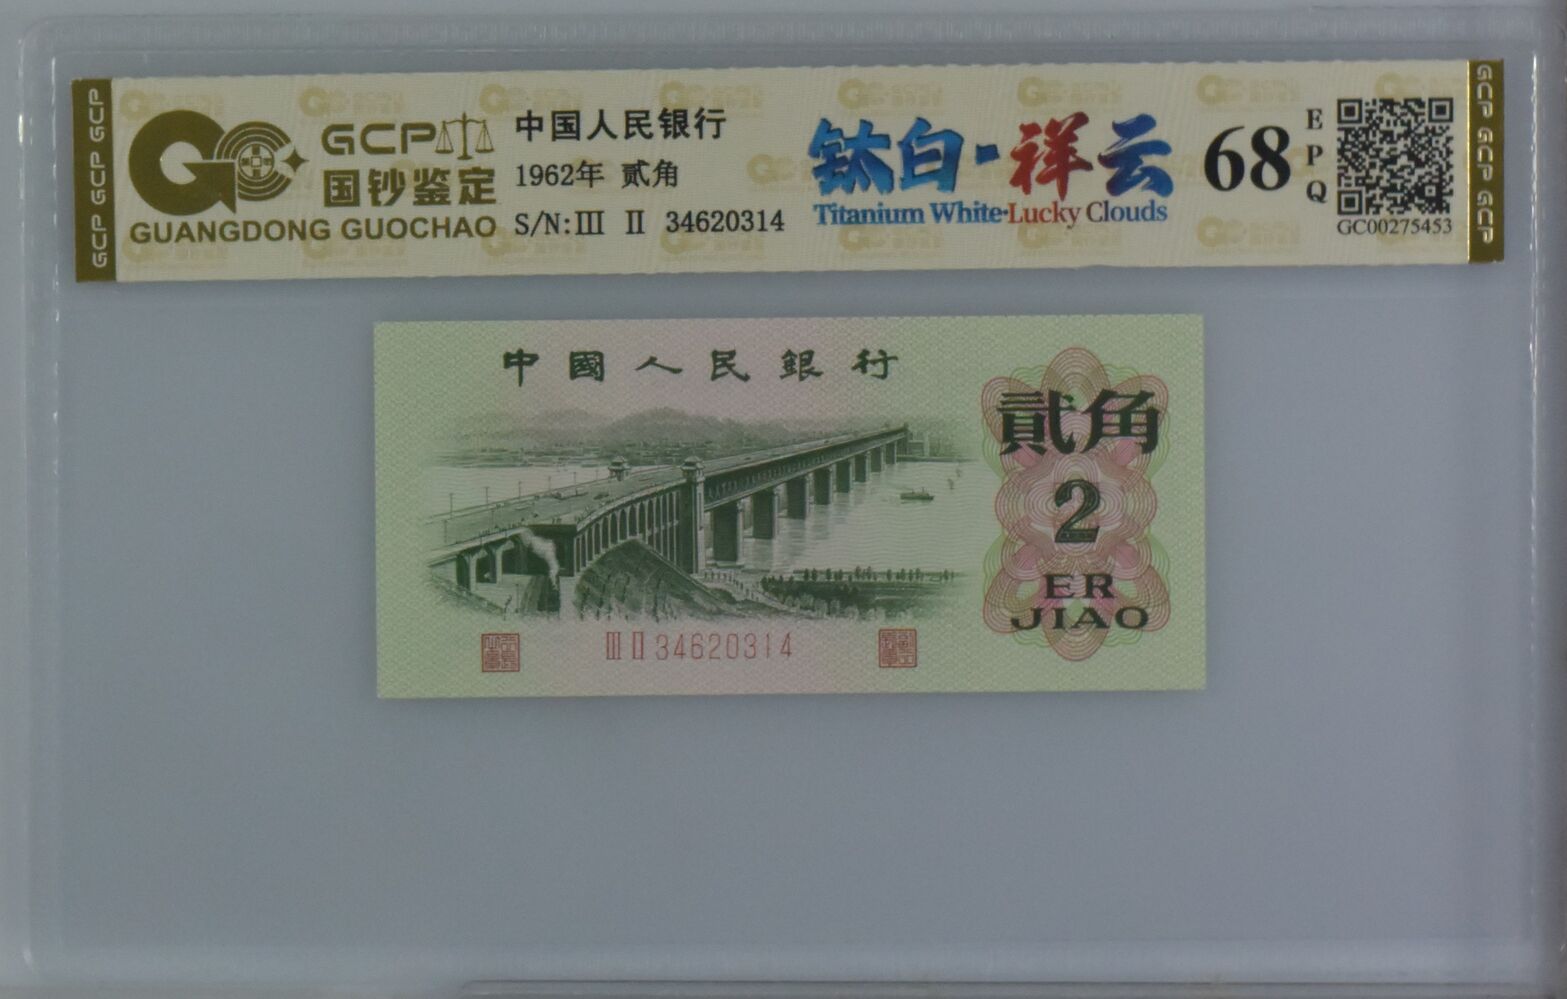 GCP GCP GCP
GCP
国钞鉴定
GUANGDONG GUOCHAO
中国人民银行
1962年 贰角
S/N:Ⅲ Ⅱ 34620314
钛白·祥云
Titanium White·Lucky Clouds
68
EPQ
GC00275453
GCP GCP GCP
中國人民銀行
貳角
2
ER
JIAO
Ⅲ Ⅱ 34620314